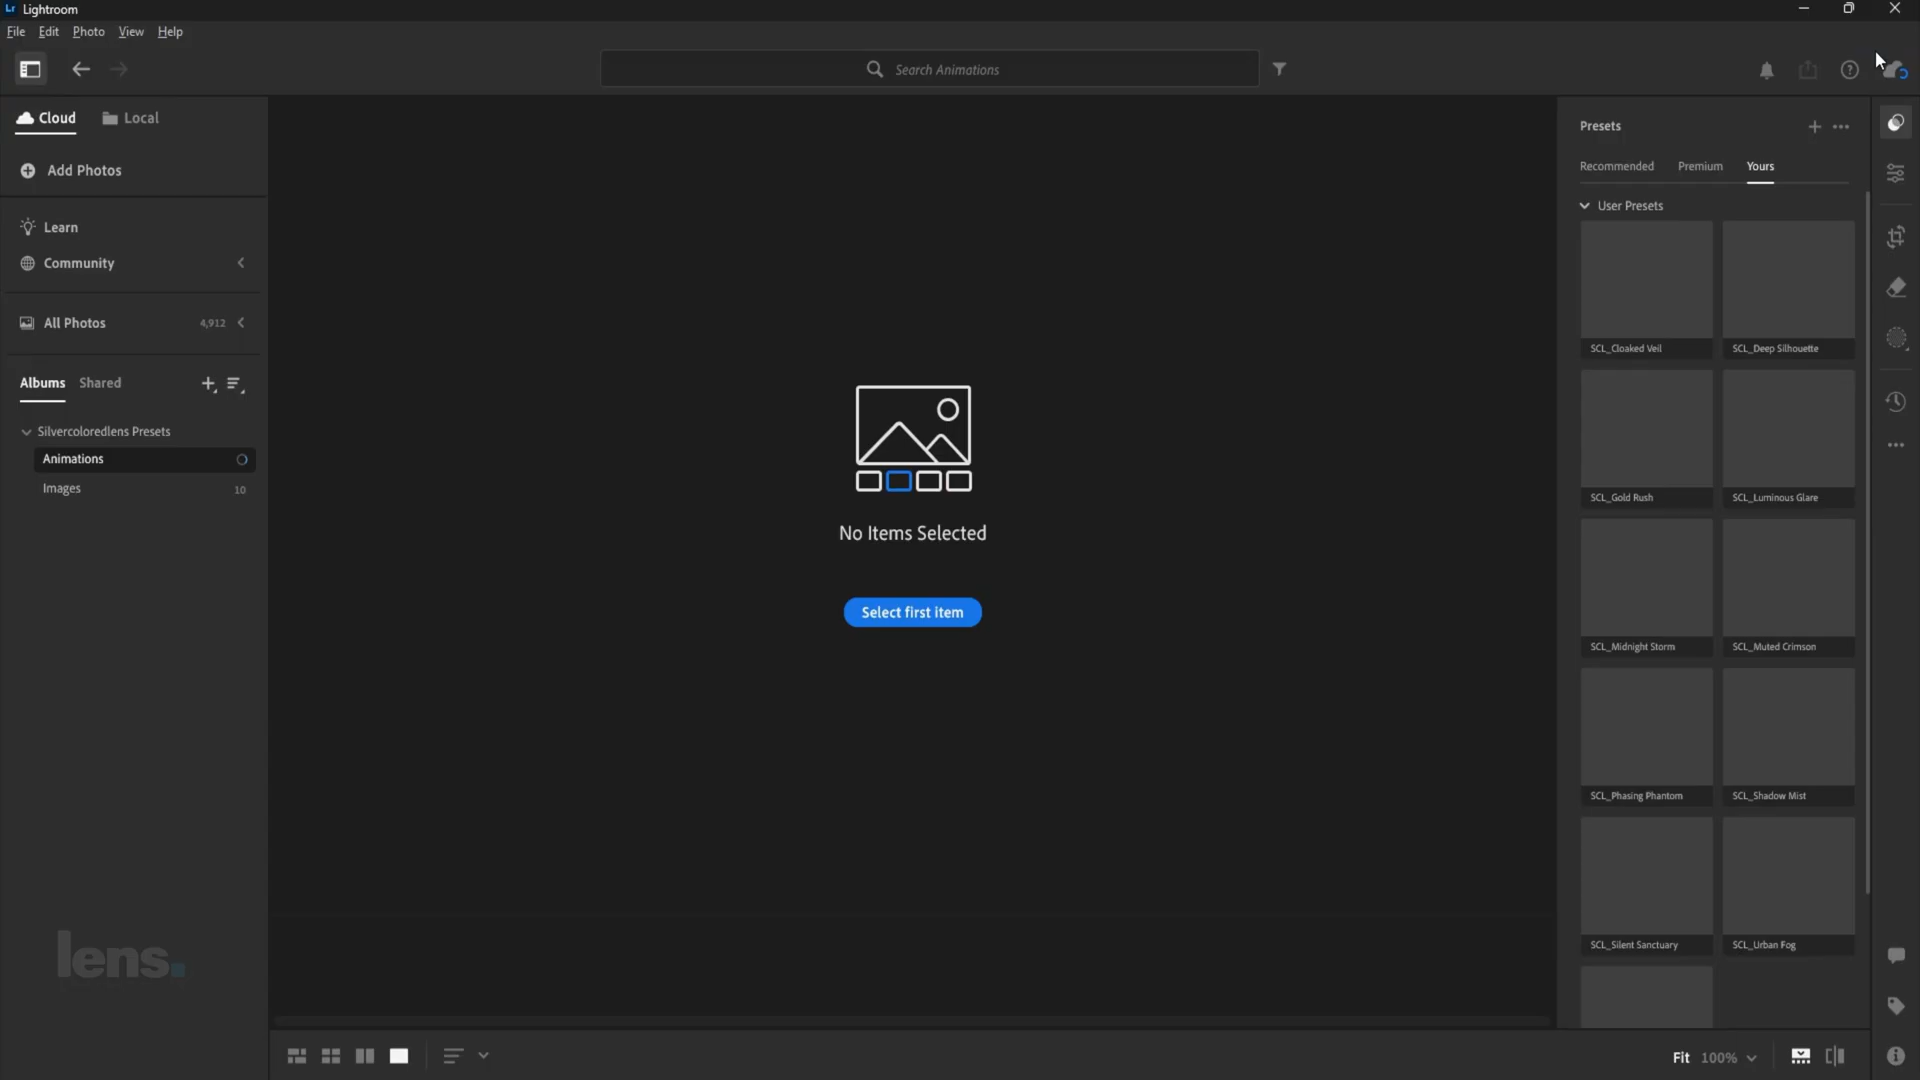 Lr Lightroom
File Edit Photo View Help
Search Animations
Cloud Local
Add Photos
Learn
Community
All Photos 4,912
Albums Shared
Silvercoloredlens Presets
Animations
Images 10
lens.
No Items Selected
Select first item
Presets
Recommended Premium Yours
User Presets
SCL_Cloaked Veil SCL_Deep Silhouette
SCL_Gold Rush SCL_Luminous Glare
SCL_Midnight Storm SCL_Muted Crimson
SCL_Phasing Phantom SCL_Shadow Mist
SCL_Silent Sanctuary SCL_Urban Fog
Fit 100%